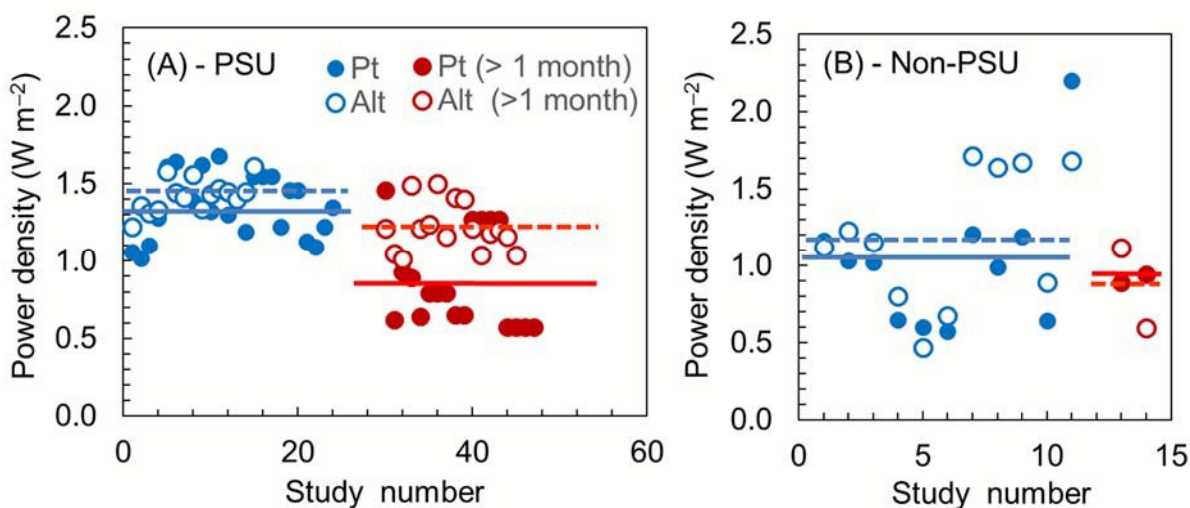 (A) - PSU
Pt
Pt (> 1 month)
Alt
Alt (>1 month)
Power density (W m⁻²)
2.5
2.0
1.5
1.0
0.5
0.0
0
20
40
60
Study number
(B) - Non-PSU
Power density (W m⁻²)
2.5
2.0
1.5
1.0
0.5
0.0
0
5
10
15
Study number